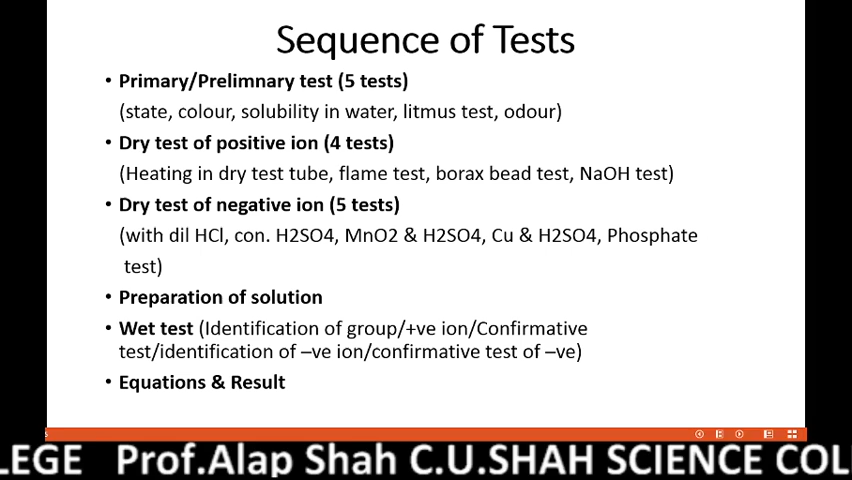 Sequence of Tests
• Primary/Prelimnary test (5 tests)
(state, colour, solubility in water, litmus test, odour)
• Dry test of positive ion (4 tests)
(Heating in dry test tube, flame test, borax bead test, NaOH test)
• Dry test of negative ion (5 tests)
(with dil HCl, con. H2SO4, MnO2 & H2SO4, Cu & H2SO4, Phosphate
test)
• Preparation of solution
• Wet test (Identification of group/+ve ion/Confirmative
test/identification of –ve ion/confirmative test of –ve)
• Equations & Result
LEGE Prof.Alap Shah C.U.SHAH SCIENCE COL